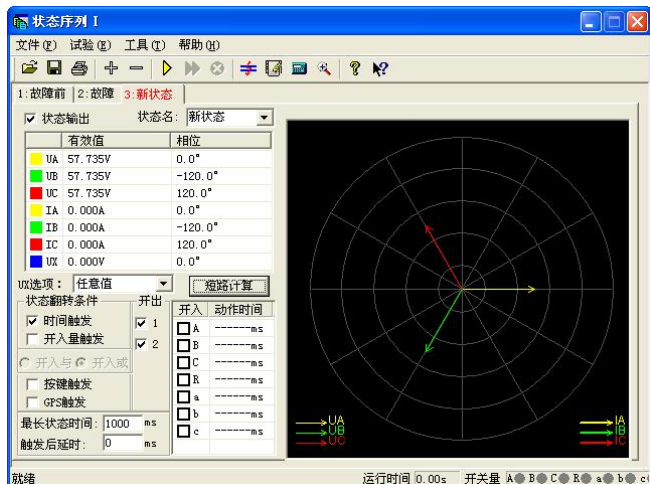 状态序列 I
文件(F) 试验(E) 工具(T) 帮助(H)
1:故障前 2:故障 3:新状态
状态输出 状态名: 新状态
有效值 相位
UA 57.735V 0.0°
UB 57.735V -120.0°
UC 57.735V 120.0°
IA 0.000A 0.0°
IB 0.000A -120.0°
IC 0.000A 120.0°
UX 0.000V 0.0°
UX选项: 任意值 短路计算
状态翻转条件 开出 开入 动作时间
时间触发 1 A ------ms
开入量触发 2 B ------ms
开入与 开入或 C ------ms
R ------ms
按键触发 a ------ms
GPS触发 b ------ms
最长状态时间: 1000 ms c ------ms
触发后延时: 0 ms
UA
UB
UC
IA
IB
IC
就绪 运行时间 0.00s 开关量 A B C R a b c